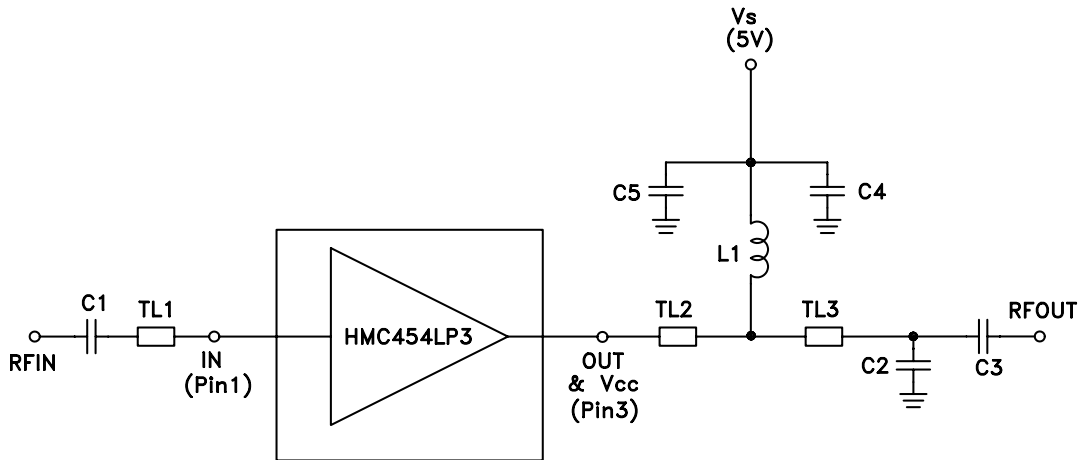 Vs
(5V)
C5
C4
L1
C1
TL1
HMC454LP3
TL2
TL3
RFOUT
RFIN
IN
(Pin1)
OUT
& Vcc
(Pin3)
C2
C3